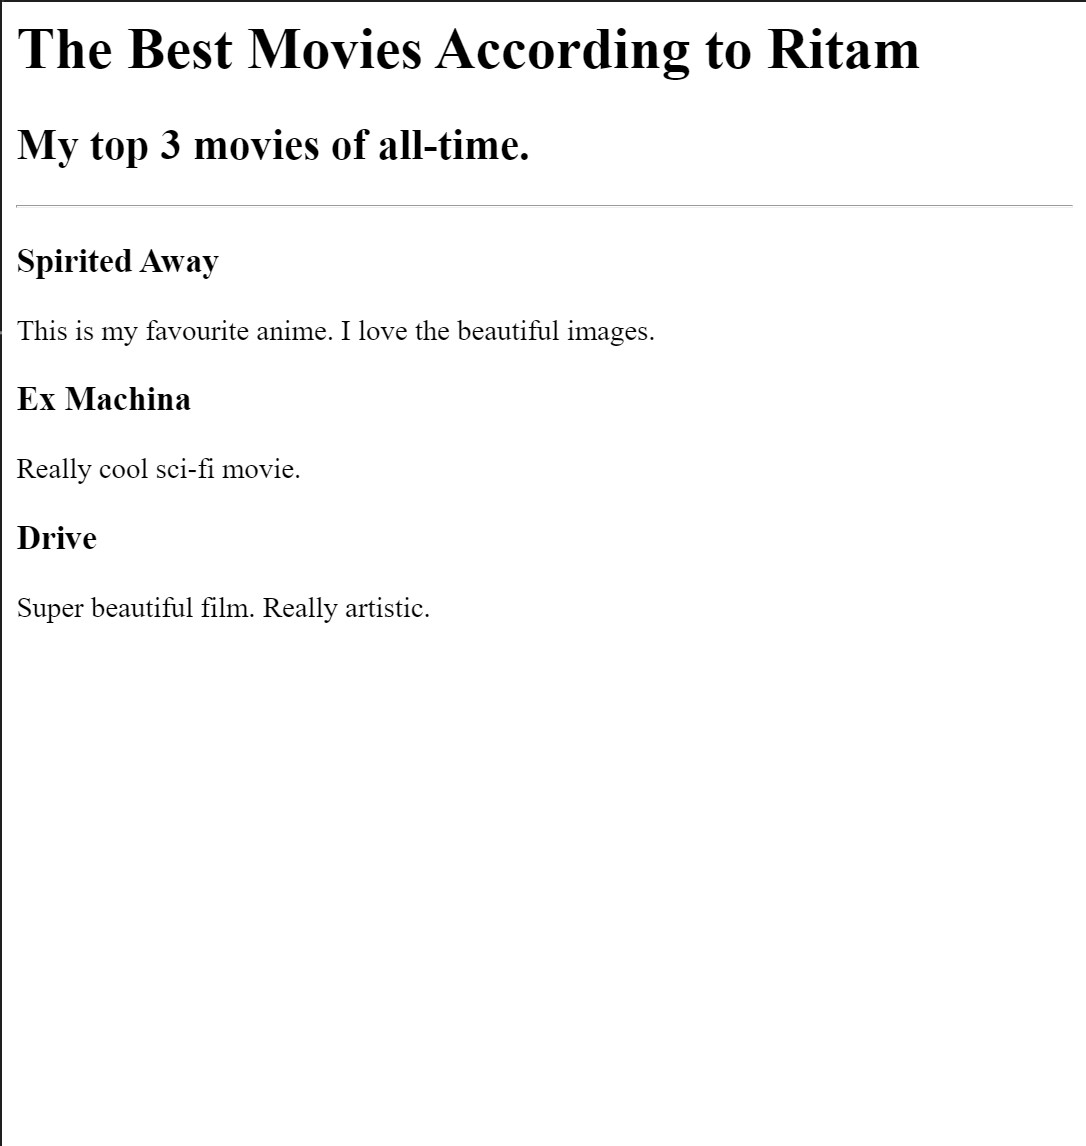 The Best Movies According to Ritam
My top 3 movies of all-time.
Spirited Away
This is my favourite anime. I love the beautiful images.
Ex Machina
Really cool sci-fi movie.
Drive
Super beautiful film. Really artistic.